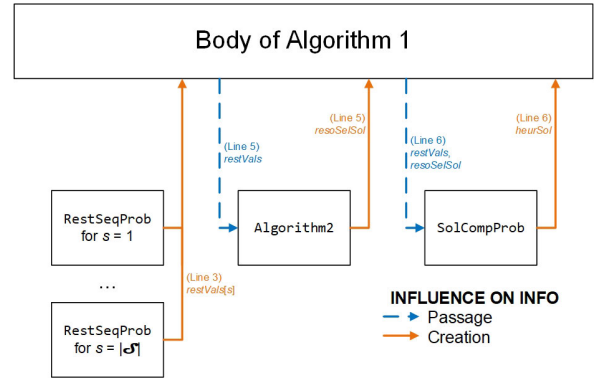 Body of Algorithm 1
(Line 5)
restVals
(Line 5)
resoSelSol
(Line 6)
restVals,
resoSelSol
(Line 6)
heurSol
RestSeqProb
for s = 1
Algorithm2
SolCompProb
...
(Line 3)
restVals[s]
RestSeqProb
for s = |𝓢|
INFLUENCE ON INFO
Passage
Creation